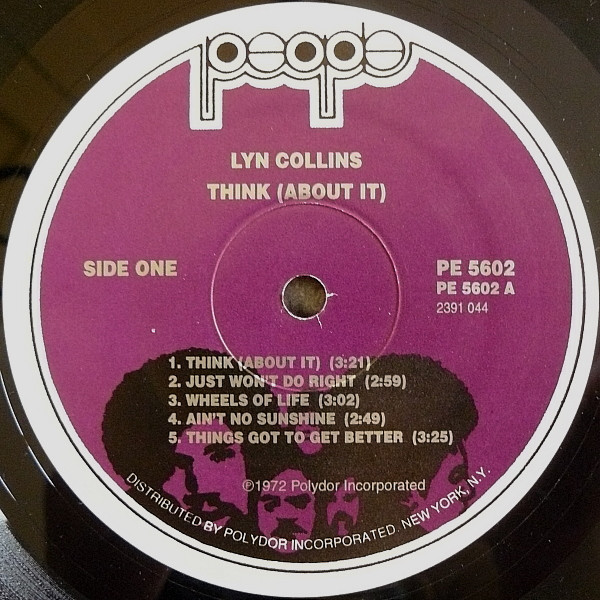 people
LYN COLLINS
THINK (ABOUT IT)
SIDE ONE
PE 5602
PE 5602 A
2391 044
1. THINK (ABOUT IT) (3:21)
2. JUST WON'T DO RIGHT (2:59)
3. WHEELS OF LIFE (3:02)
4. AIN'T NO SUNSHINE (2:49)
5. THINGS GOT TO GET BETTER (3:25)
℗1972 Polydor Incorporated
DISTRIBUTED BY POLYDOR INCORPORATED. NEW YORK, N.Y.